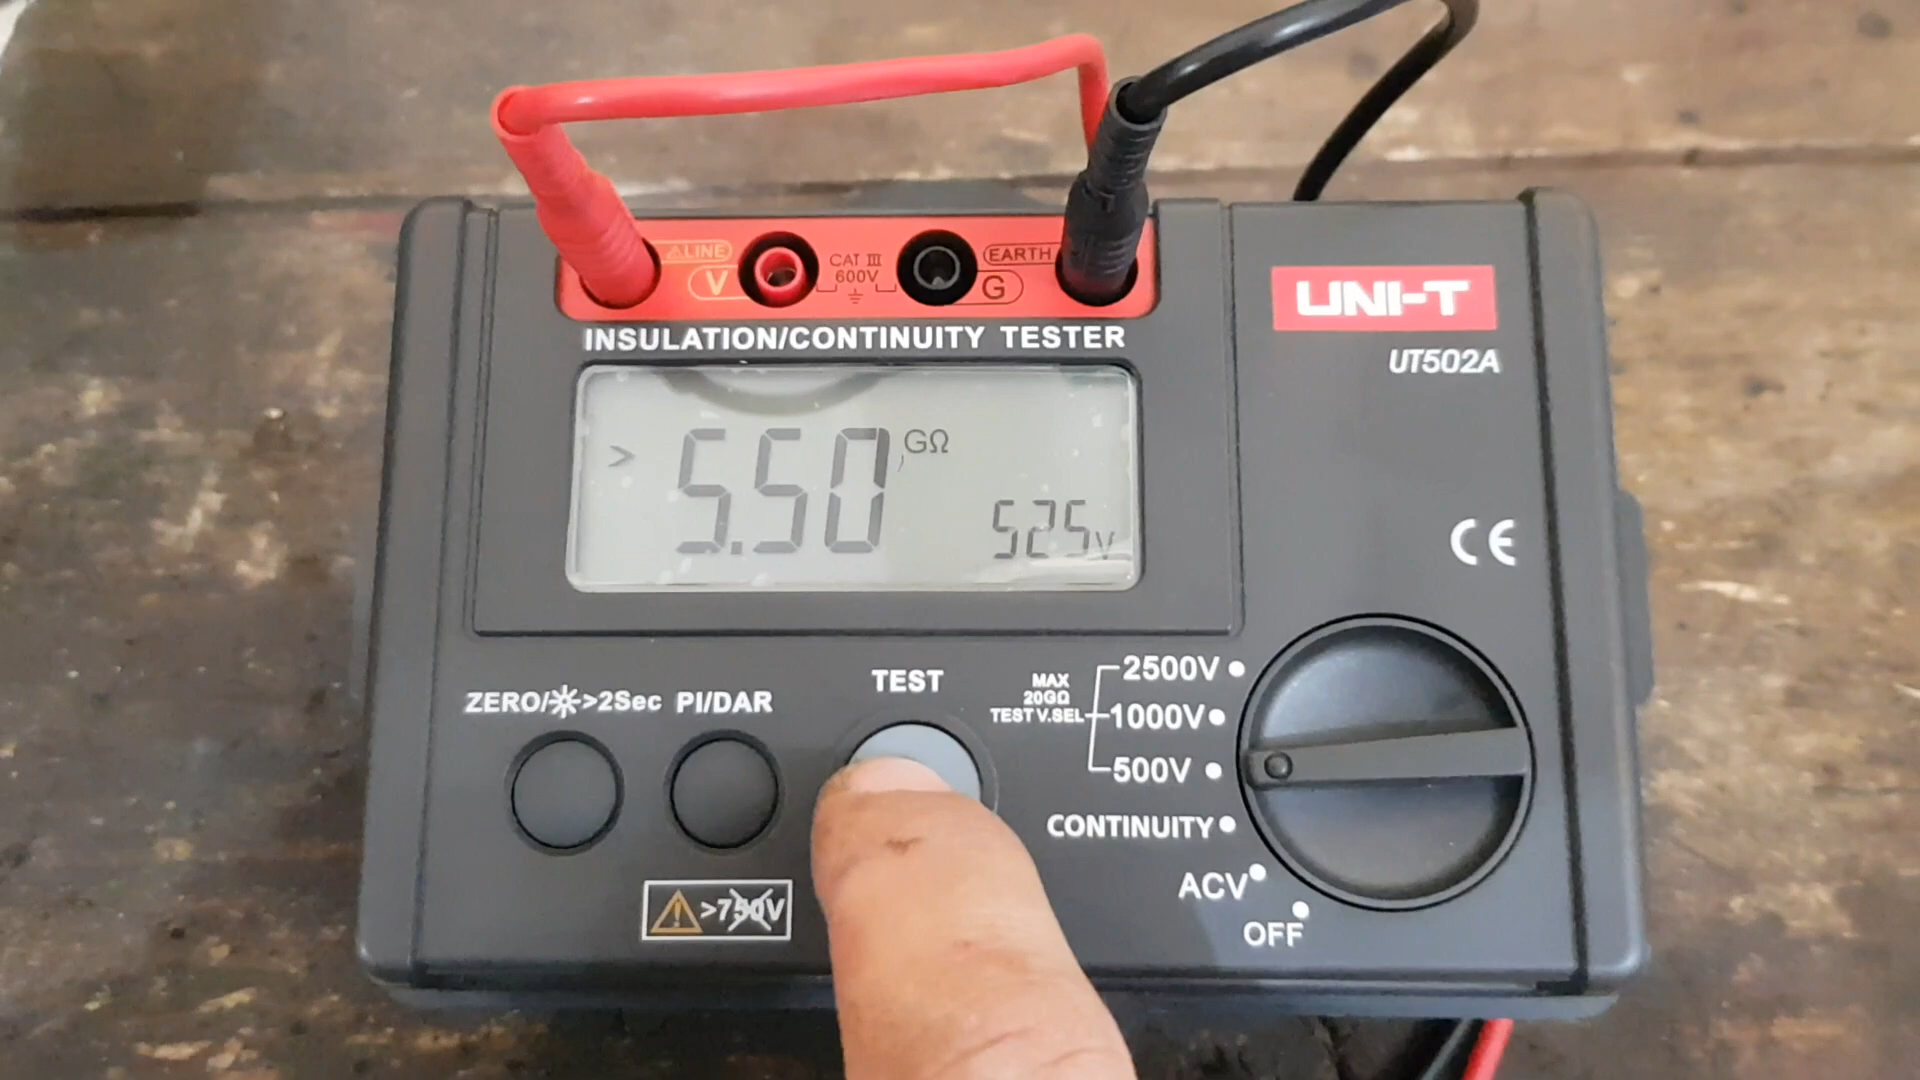 LINE
V
CAT III
600V
EARTH
G
INSULATION/CONTINUITY TESTER
UNI-T
UT502A
> 5.50 GΩ
525V
CE
ZERO/☼>2Sec
PI/DAR
TEST
MAX
20GΩ
TEST V.SEL
2500V
1000V
500V
CONTINUITY
ACV
OFF
>750V